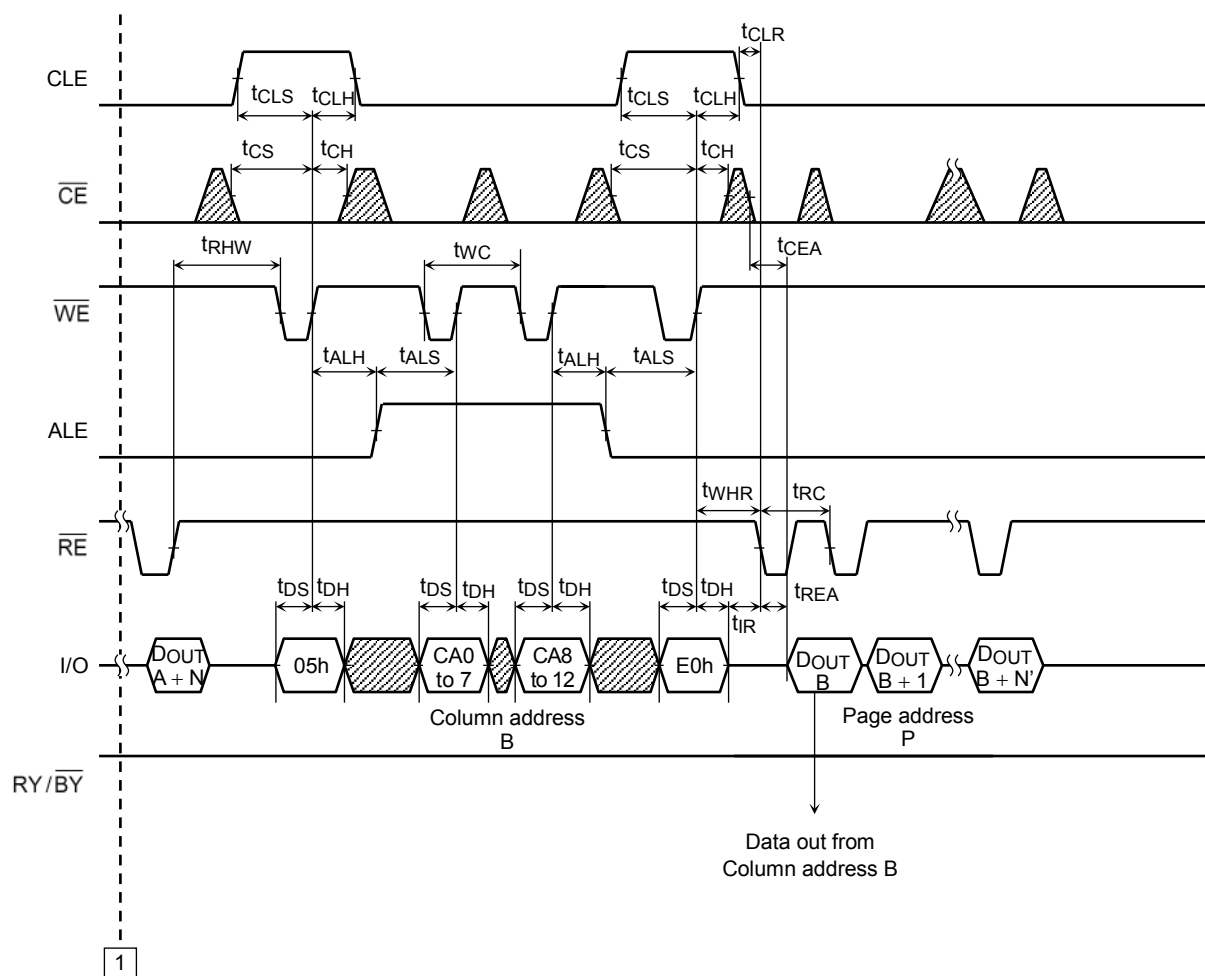 tCLR
CLE
tCLS tCLH tCLS tCLH
tCS tCH tCS tCH
CE
tRHW tWC tCEA
WE
tALH tALS tALH tALS
ALE
tWHR tRC
RE
tDS tDH tDS tDH tDS tDH tDS tDH tREA
tIR
I/O
DOUT
A + N
05h
CA0
to 7
CA8
to 12
E0h
DOUT
B
DOUT
B + 1
DOUT
B + N’
Column address
B
Page address
P
RY/BY
Data out from
Column address B
1